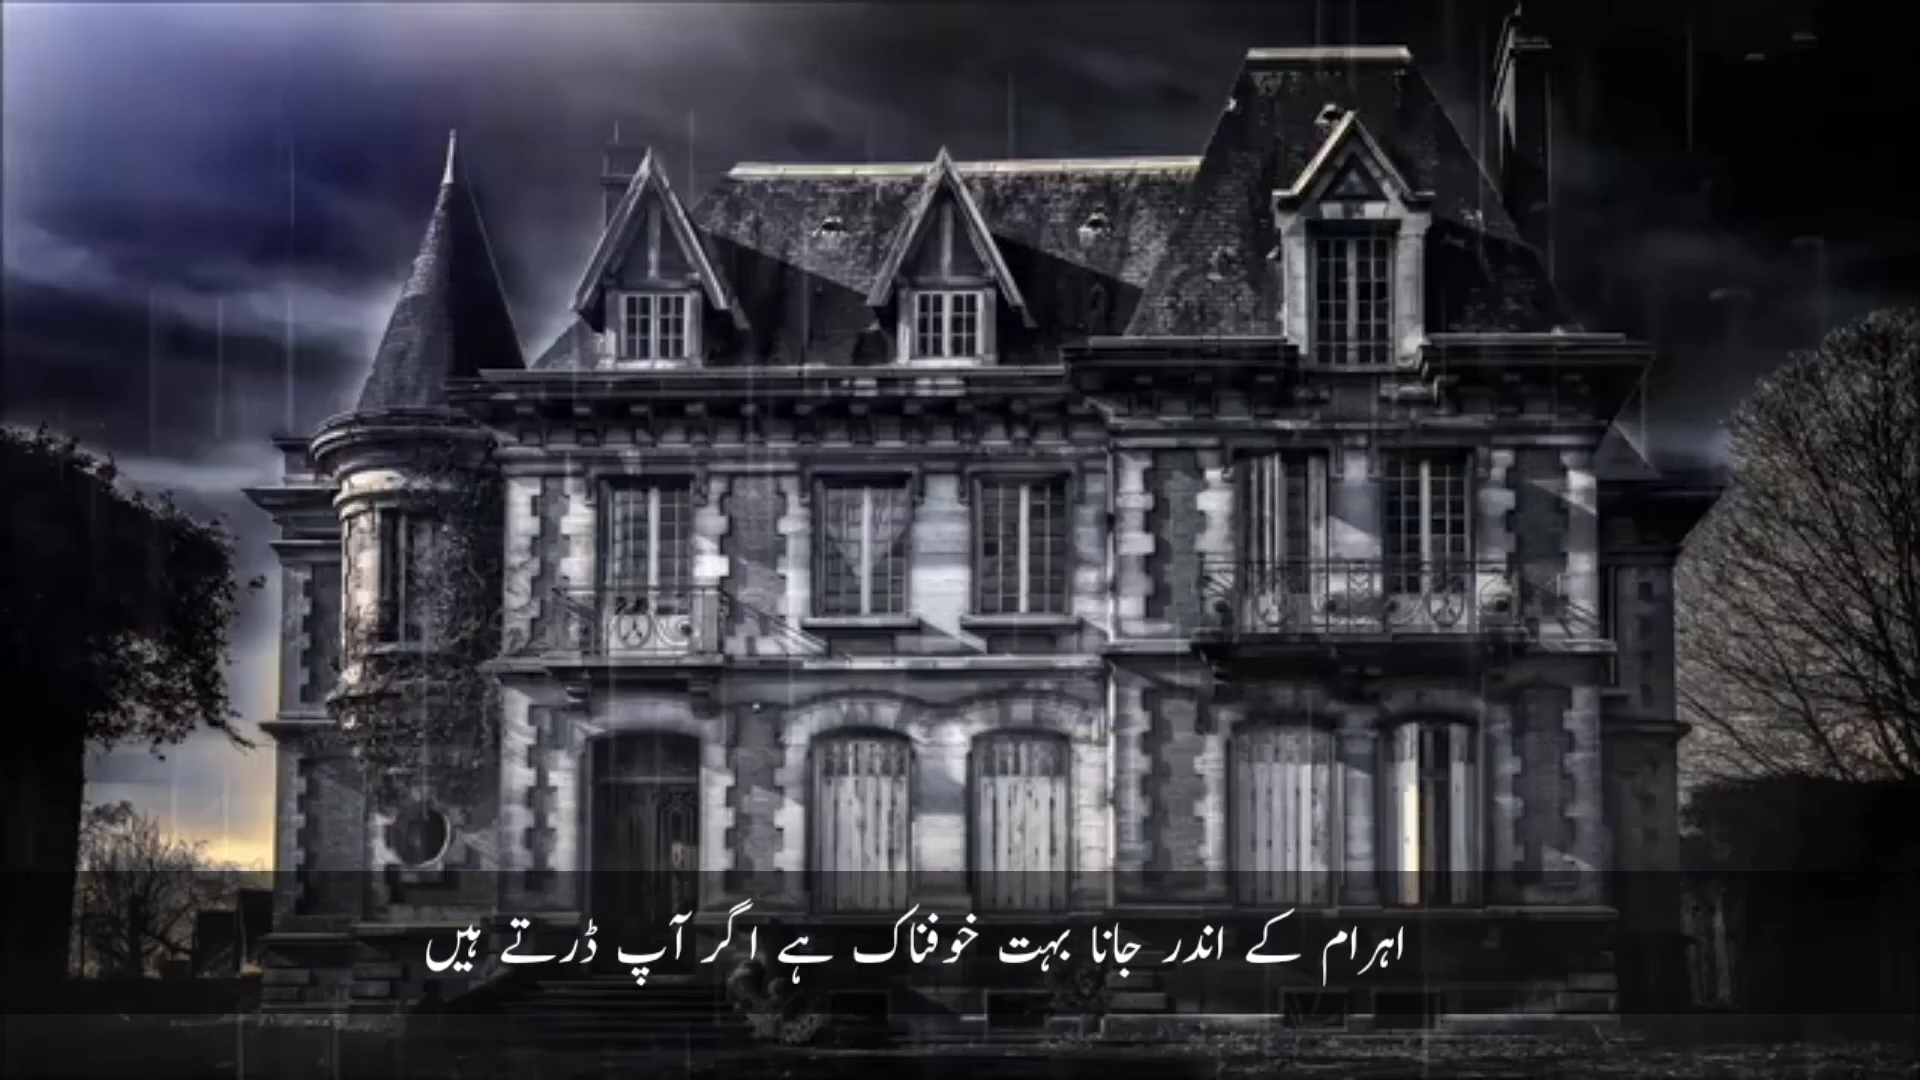 اہرام کے اندر جانا بہت خوفناک ہے اگر آپ ڈرتے ہیں